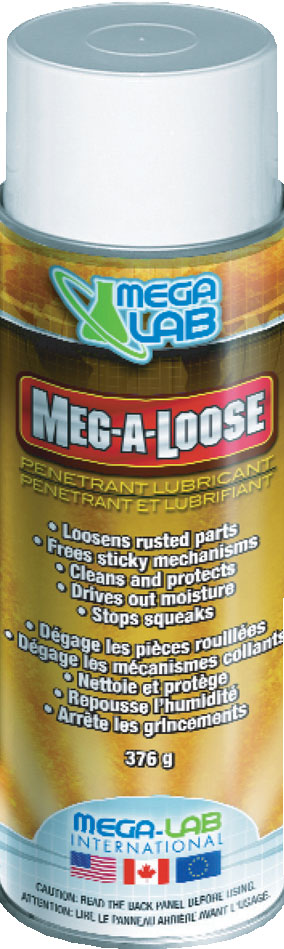 MEGA
LAB
MEG-A-LOOSE
PENETRANT LUBRICANT
PENETRANT ET LUBRIFIANT
• Loosens rusted parts
• Frees sticky mechanisms
• Cleans and protects
• Drives out moisture
• Stops squeaks
• Dégage les pièces rouillées
• Dégage les mécanismes collants
• Nettoie et protège
• Repousse l'humidité
• Arrête les grincements
376 g
MEGA-LAB
INTERNATIONAL
CAUTION: READ THE BACK PANEL BEFORE USING.
ATTENTION: LIRE LE PANNEAU ARRIÈRE AVANT L'USAGE.